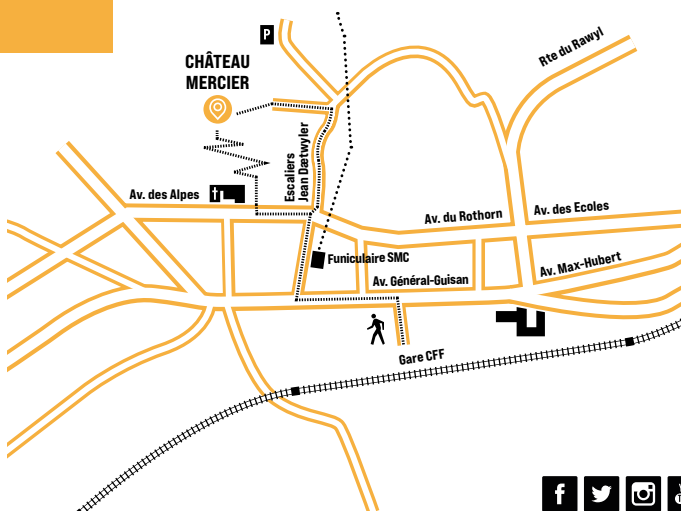 P
CHÂTEAU
MERCIER
Rte du Rawyl
Escaliers
Jean Dætwyler
Av. des Alpes
Av. du Rothorn
Av. des Ecoles
Funiculaire SMC
Av. Max-Hubert
Av. Général-Guisan
Gare CFF